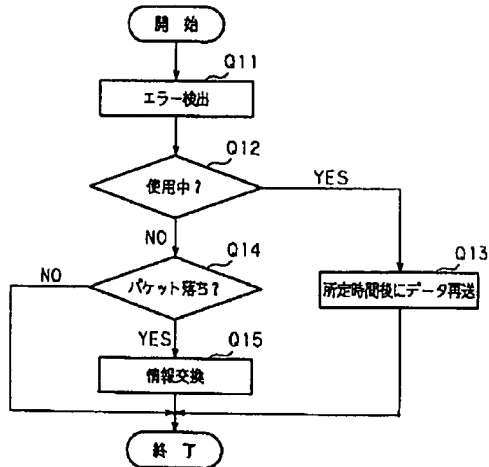 開 始
Q11
エラー検出
Q12
使用中?
YES
NO
Q14
パケット落ち?
NO
Q13
所定時間後にデータ再送
YES
Q15
情報交換
終 了